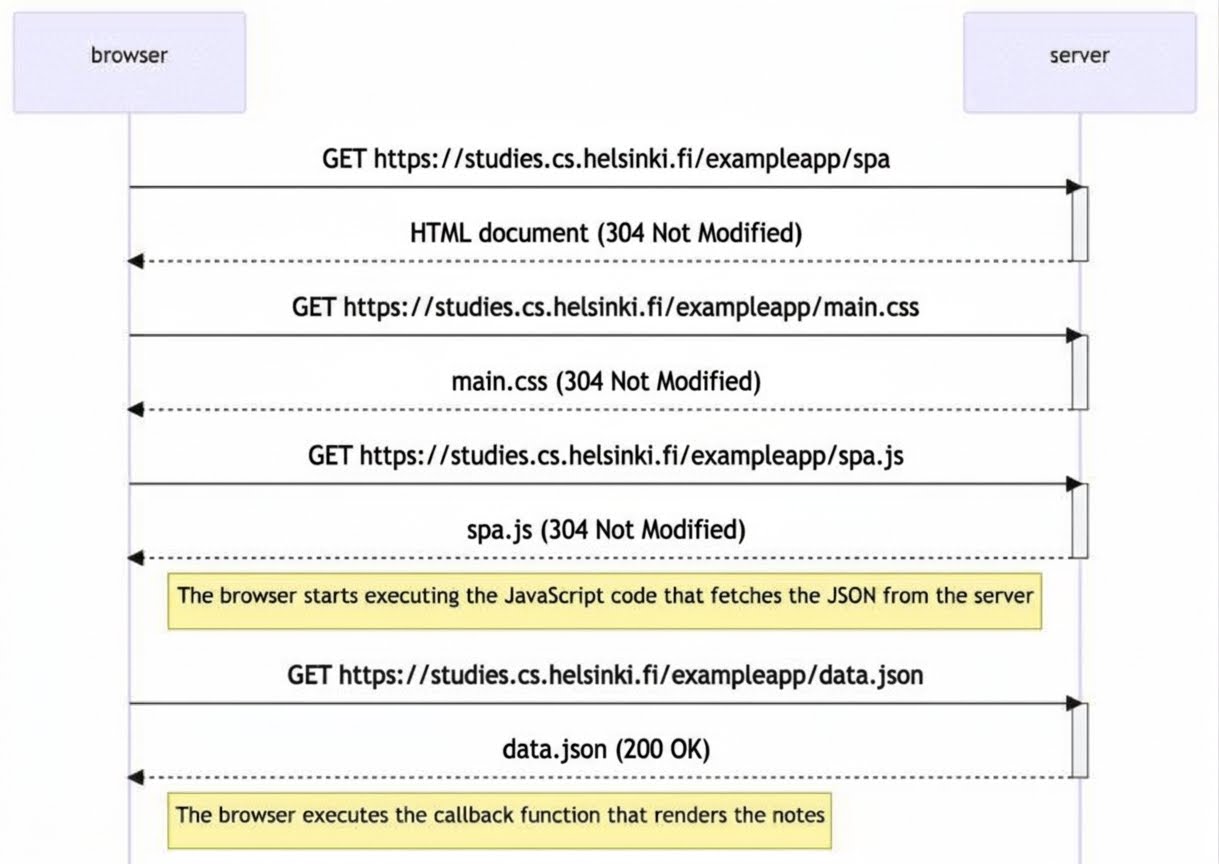 browser
server
GET https://studies.cs.helsinki.fi/exampleapp/spa
HTML document (304 Not Modified)
GET https://studies.cs.helsinki.fi/exampleapp/main.css
main.css (304 Not Modified)
GET https://studies.cs.helsinki.fi/exampleapp/spa.js
spa.js (304 Not Modified)
The browser starts executing the JavaScript code that fetches the JSON from the server
GET https://studies.cs.helsinki.fi/exampleapp/data.json
data.json (200 OK)
The browser executes the callback function that renders the notes